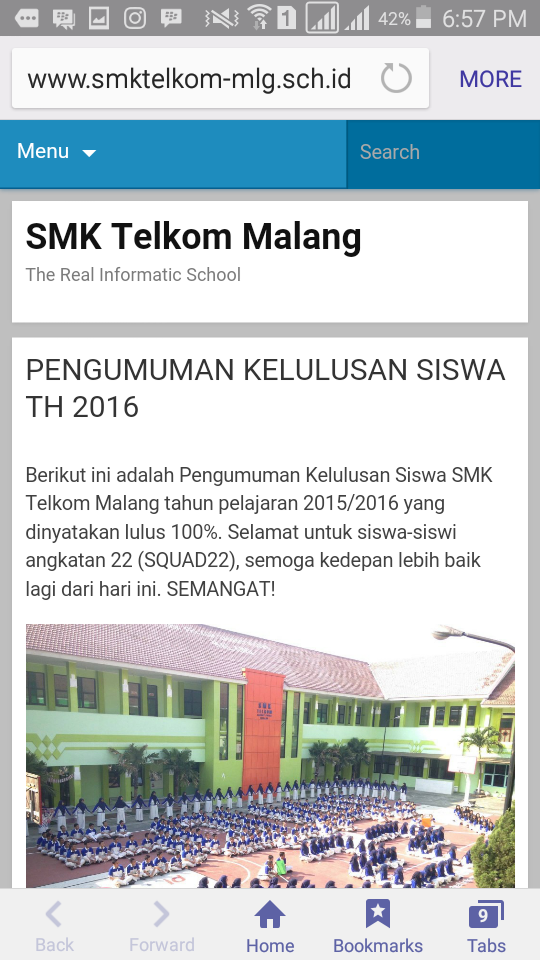 1
42% 6:57 PM
www.smktelkom-mlg.sch.id
MORE
Menu
Search
SMK Telkom Malang
The Real Informatic School
PENGUMUMAN KELULUSAN SISWA
TH 2016
Berikut ini adalah Pengumuman Kelulusan Siswa SMK
Telkom Malang tahun pelajaran 2015/2016 yang
dinyatakan lulus 100%. Selamat untuk siswa-siswi
angkatan 22 (SQUAD22), semoga kedepan lebih baik
lagi dari hari ini. SEMANGAT!
SMK
TELKOM
Back
Forward
Home
Bookmarks
9
Tabs